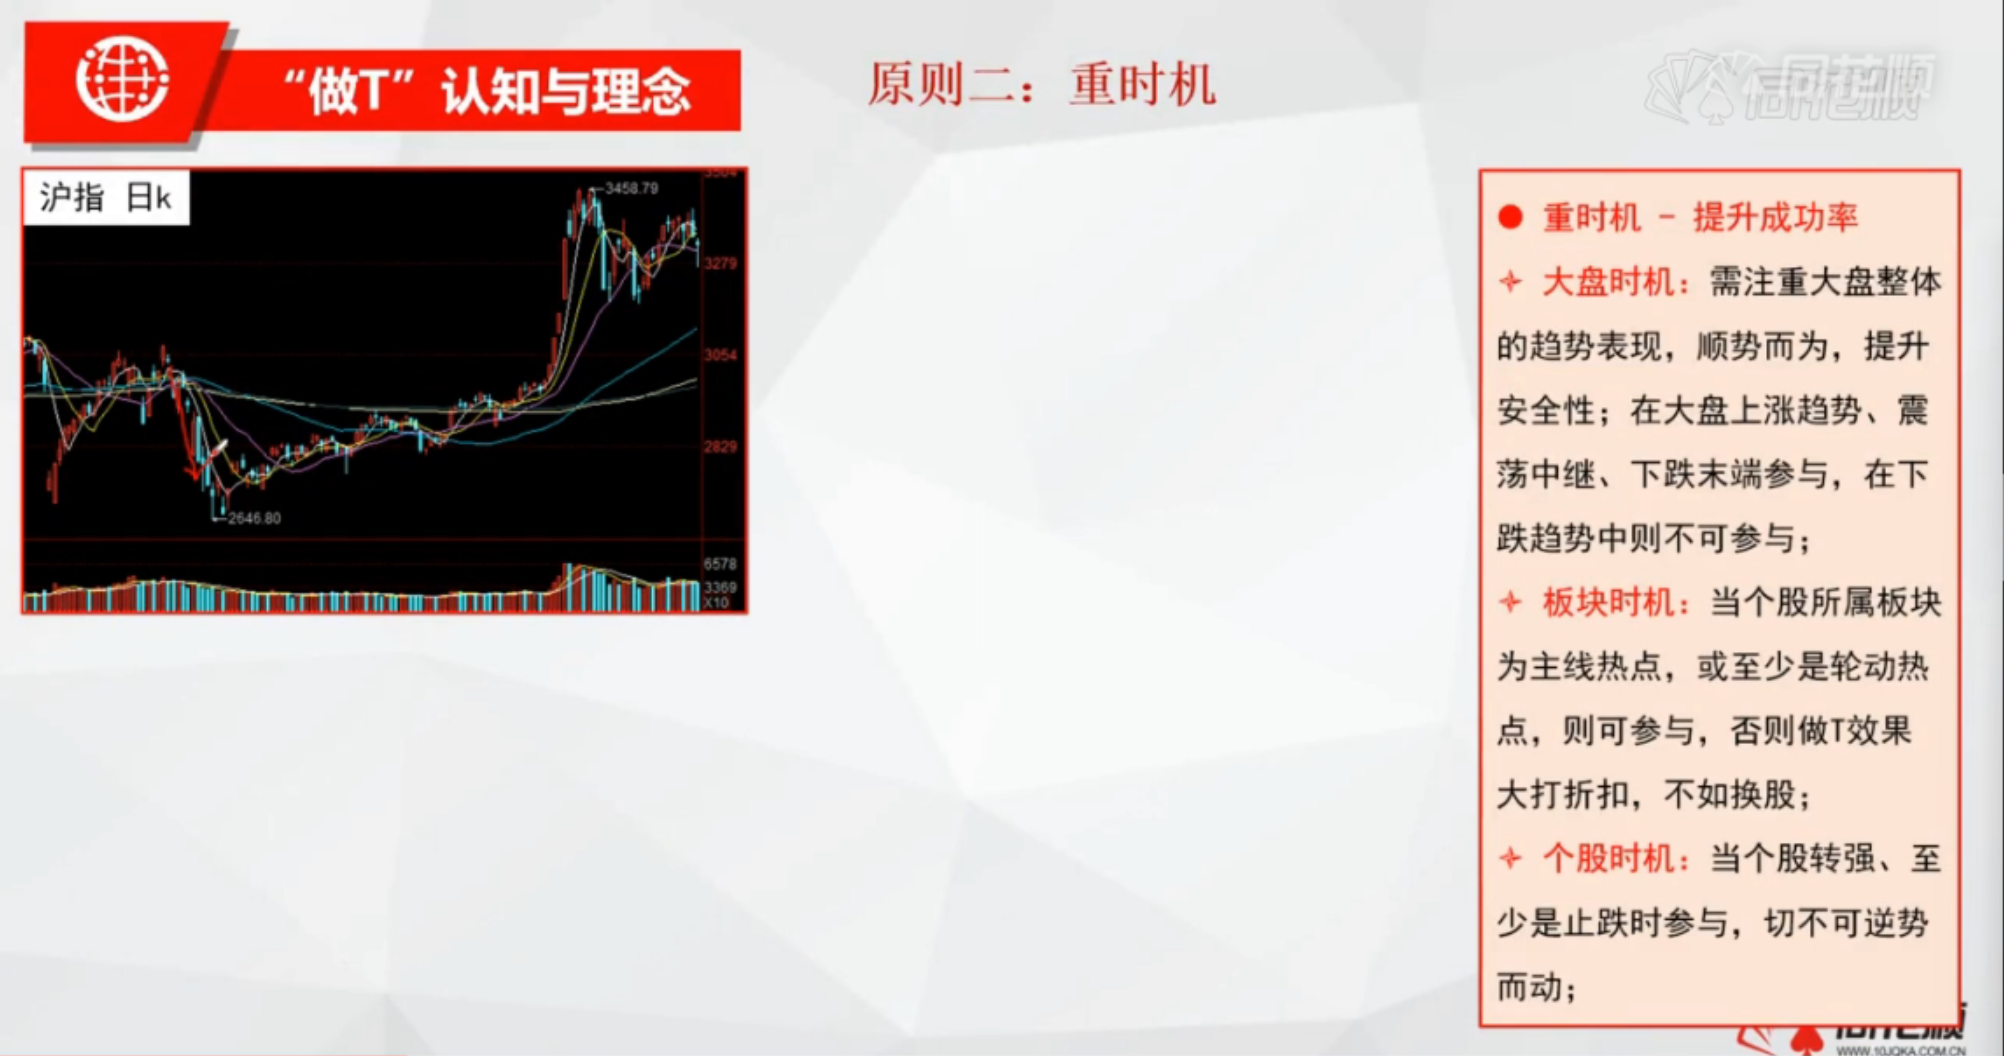 “做T”认知与理念
原则二：重时机
同花顺
沪指 日k
3504
3458.79
3279
3054
2829
2646.80
6578
3369
X10
● 重时机 - 提升成功率
大盘时机：需注重大盘整体
的趋势表现，顺势而为，提升
安全性；在大盘上涨趋势、震
荡中继、下跌末端参与，在下
跌趋势中则不可参与；
板块时机：当个股所属板块
为主线热点，或至少是轮动热
点，则可参与，否则做T效果
大打折扣，不如换股；
个股时机：当个股转强、至
少是止跌时参与，切不可逆势
而动；
同花顺
WWW.10JQKA.COM.CN